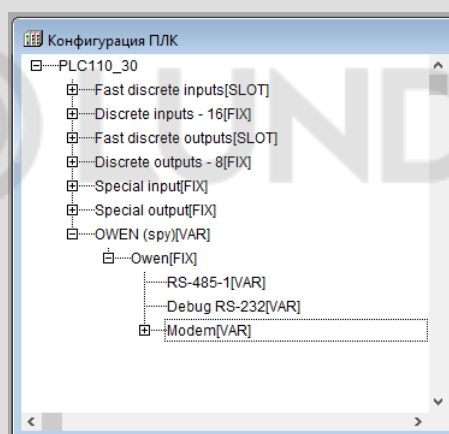 Конфигурация ПЛК
PLC110_30
Fast discrete inputs[SLOT]
Discrete inputs - 16[FIX]
Fast discrete outputs[SLOT]
Discrete outputs - 8[FIX]
Special input[FIX]
Special output[FIX]
OWEN (spy)[VAR]
Owen[FIX]
RS-485-1[VAR]
Debug RS-232[VAR]
Modem[VAR]
LUND